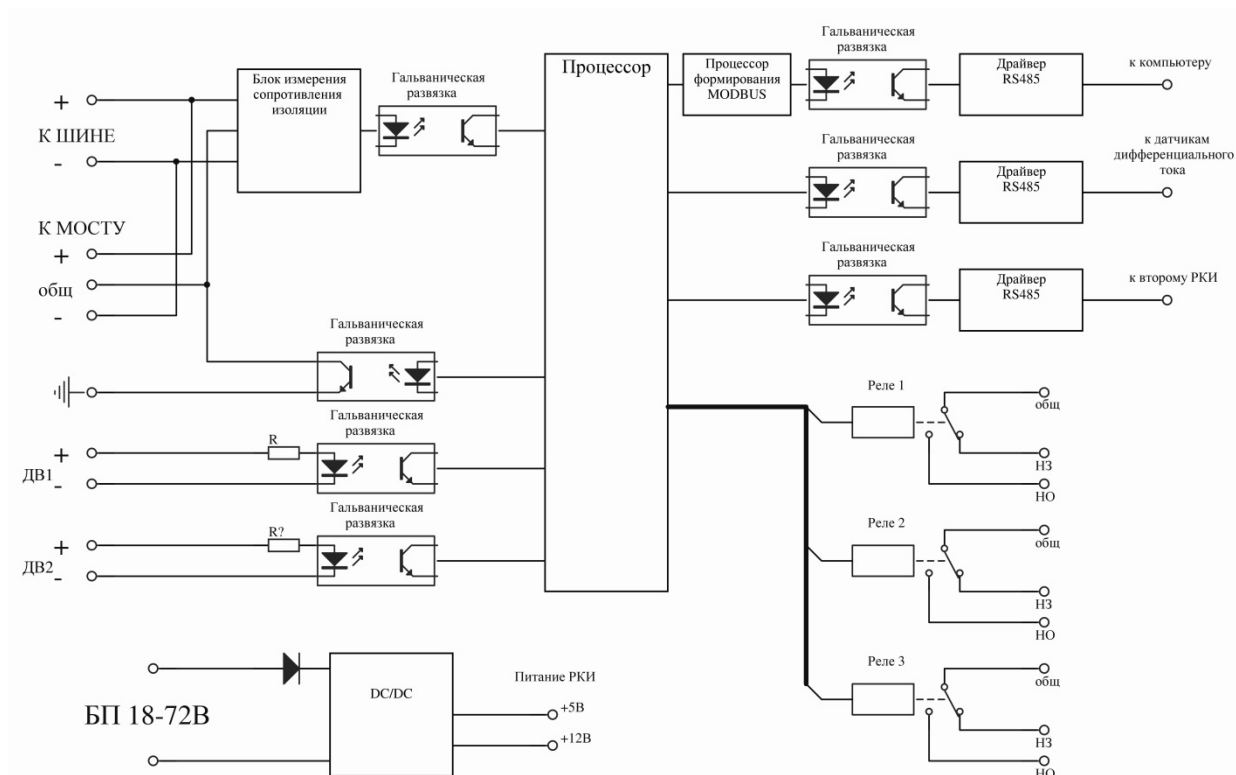 Блок измерения
сопротивления
изоляции
Гальваническая
развязка
+
К ШИНЕ
-
К МОСТУ
+
общ
-
Гальваническая
развязка
Гальваническая
развязка
R
+
ДВ1
-
Гальваническая
развязка
R?
+
ДВ2
-
БП 18-72В
DC/DC
Питание РКИ
+5В
+12В
Процессор
Процессор
формирования
MODBUS
Гальваническая
развязка
Драйвер
RS485
к компьютеру
Гальваническая
развязка
Драйвер
RS485
к датчикам
дифференциального
тока
Гальваническая
развязка
Драйвер
RS485
к второму РКИ
Реле 1
общ
НЗ
НО
Реле 2
общ
НЗ
НО
Реле 3
общ
НЗ
НО